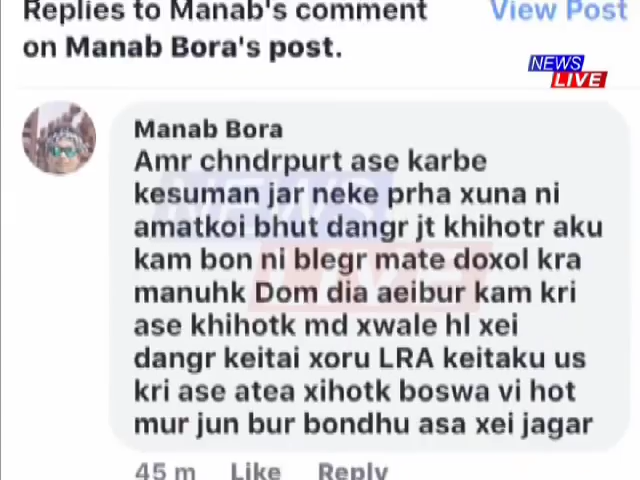 Replies to Manab's comment
View Post
on Manab Bora's post.
NEWS
LIVE
Manab Bora
Amr chndrpurt ase karbe
kesuman jar neke prha xuna ni
amatkoi bhut dangr jt khihotr aku
kam bon ni blegr mate doxol kra
manuhk Dom dia aeibur kam kri
ase khihotk md xwale hl xei
dangr keitai xoru LRA keitaku us
kri ase atea xihotk boswa vi hot
mur jun bur bondhu asa xei jagar
45 m Like Reply